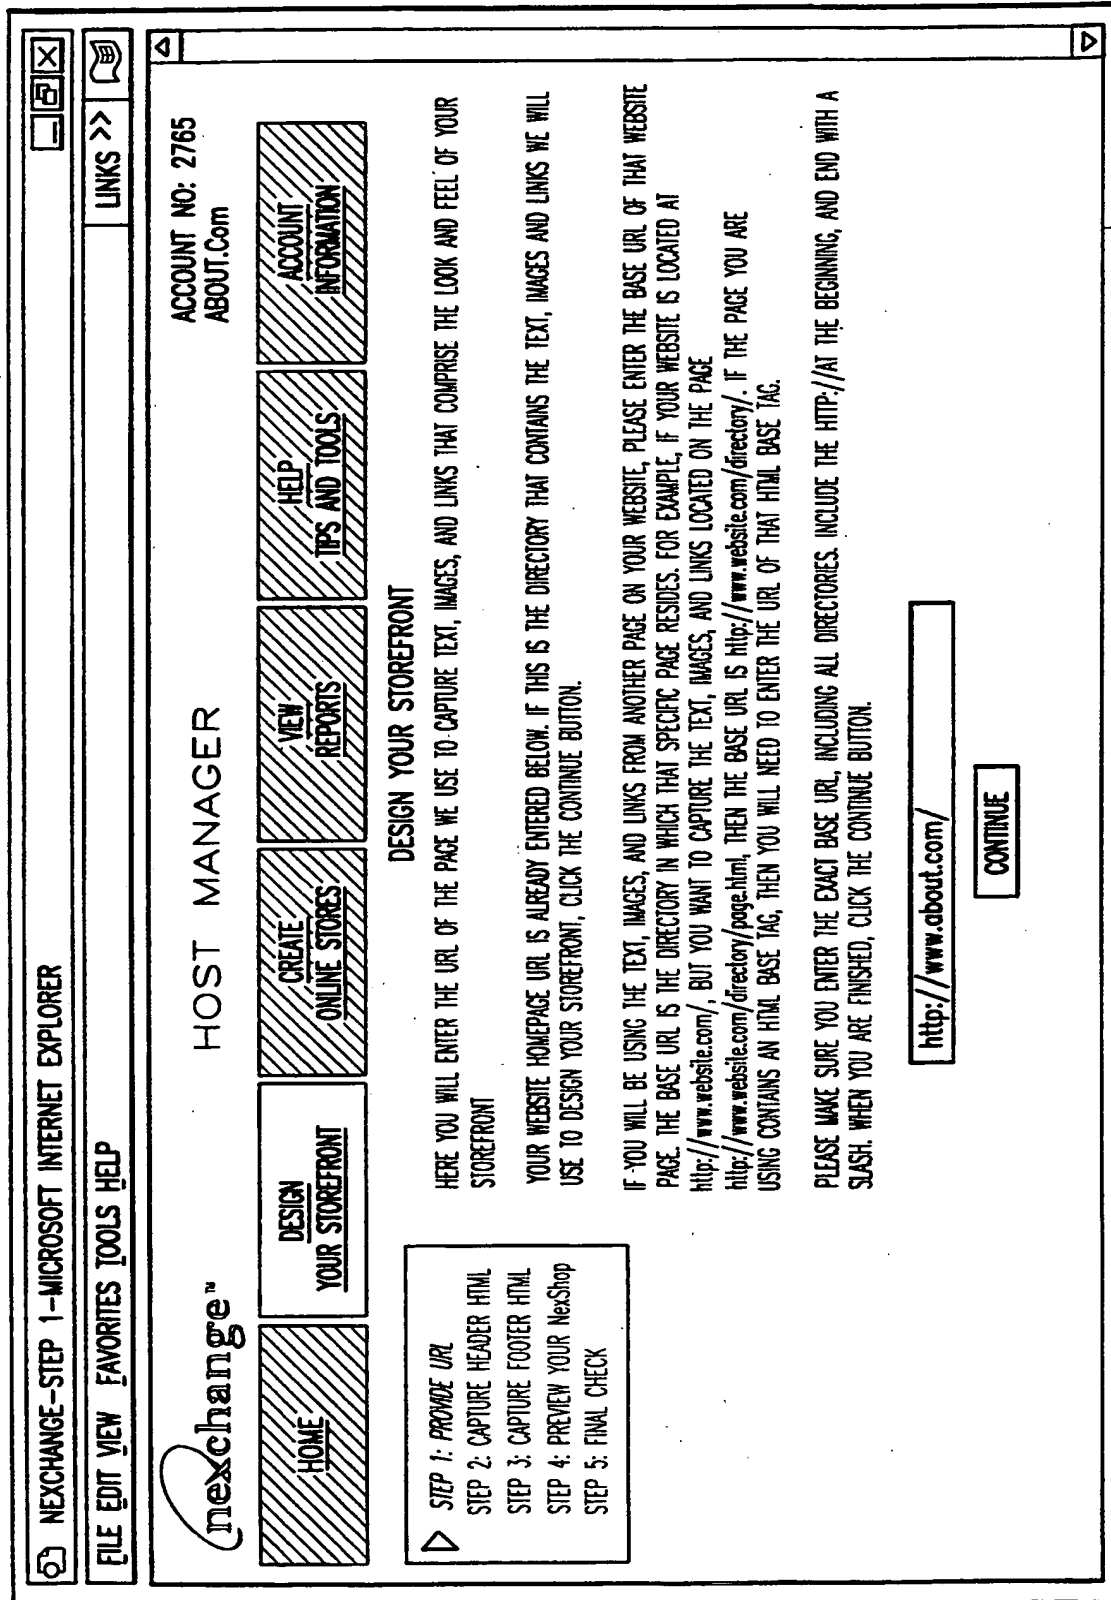 NEXCHANGE-STEP 1-MICROSOFT INTERNET EXPLORER
FILE EDIT VIEW FAVORITES TOOLS HELP
LINKS >>
nexchange™
HOST MANAGER
ACCOUNT NO: 2765
ABOUT.Com
HOME
DESIGN
YOUR STOREFRONT
CREATE
ONLINE STORES
VIEW
REPORTS
HELP
TIPS AND TOOLS
ACCOUNT
INFORMATION
STEP 1: PROVIDE URL
STEP 2: CAPTURE HEADER HTML
STEP 3: CAPTURE FOOTER HTML
STEP 4: PREVIEW YOUR NexShop
STEP 5: FINAL CHECK
DESIGN YOUR STOREFRONT
HERE YOU WILL ENTER THE URL OF THE PAGE WE USE TO CAPTURE TEXT, IMAGES, AND LINKS THAT COMPRISE THE LOOK AND FEEL OF YOUR
STOREFRONT
YOUR WEBSITE HOMEPAGE URL IS ALREADY ENTERED BELOW. IF THIS IS THE DIRECTORY THAT CONTAINS THE TEXT, IMAGES AND LINKS WE WILL
USE TO DESIGN YOUR STOREFRONT, CLICK THE CONTINUE BUTTON.
IF YOU WILL BE USING THE TEXT, IMAGES, AND LINKS FROM ANOTHER PAGE ON YOUR WEBSITE, PLEASE ENTER THE BASE URL OF THAT WEBSITE
PAGE. THE BASE URL IS THE DIRECTORY IN WHICH THAT SPECIFIC PAGE RESIDES. FOR EXAMPLE, IF YOUR WEBSITE IS LOCATED AT
http://www.website.com/, BUT YOU WANT TO CAPTURE THE TEXT, IMAGES, AND LINKS LOCATED ON THE PAGE
http://www.website.com/directory/page.html, THEN THE BASE URL IS http://www.website.com/directory/. IF THE PAGE YOU ARE
USING CONTAINS AN HTML BASE TAG, THEN YOU WILL NEED TO ENTER THE URL OF THAT HTML BASE TAG.
PLEASE MAKE SURE YOU ENTER THE EXACT BASE URL, INCLUDING ALL DIRECTORIES. INCLUDE THE HTTP://AT THE BEGINNING, AND END WITH A
SLASH. WHEN YOU ARE FINISHED, CLICK THE CONTINUE BUTTON.
http://www.about.com/
CONTINUE